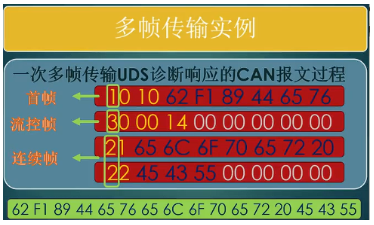 多帧传输实例
一次多帧传输UDS诊断响应的CAN报文过程
首帧 10 10 62 F1 89 44 65 76
流控帧 30 00 14 00 00 00 00 00
连续帧 21 65 6C 6F 70 65 72 20
22 45 43 55 00 00 00 00
62 F1 89 44 65 76 65 6C 6F 70 65 72 20 45 43 55